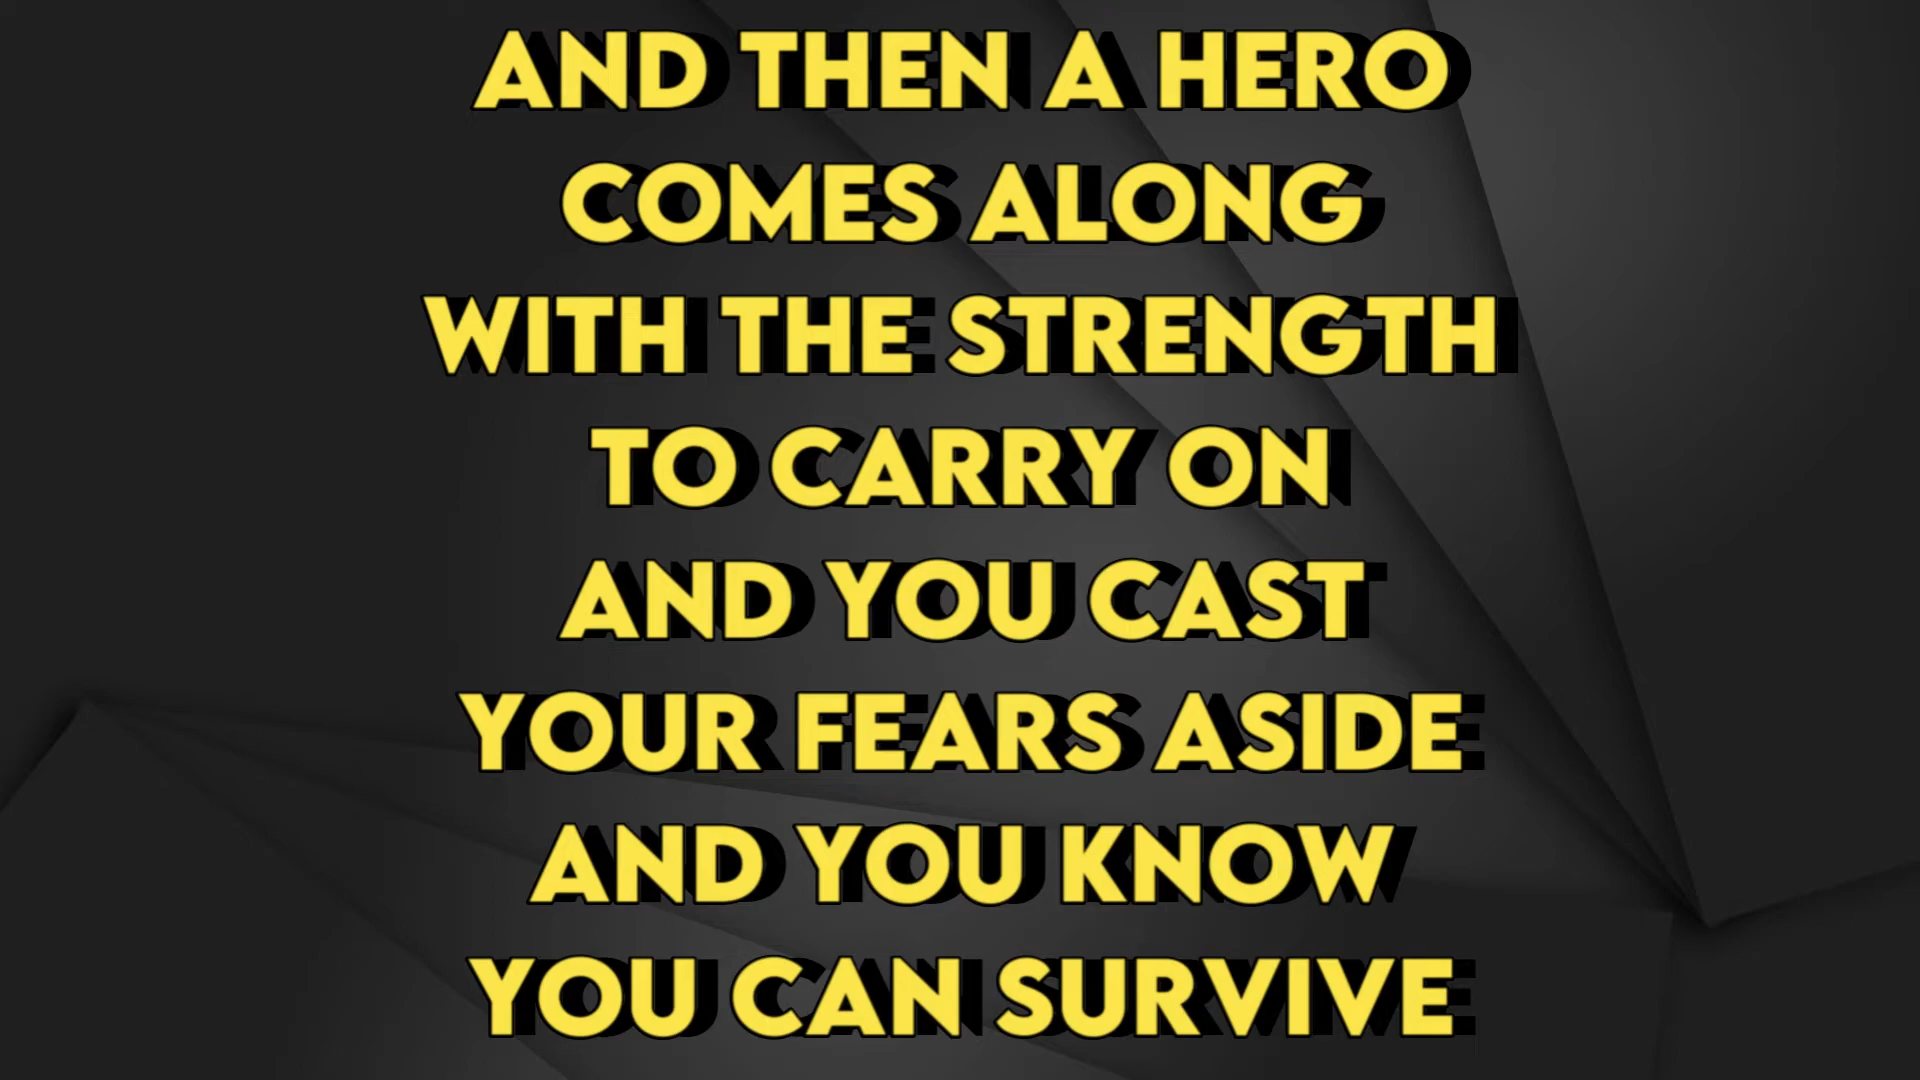 AND THEN A HERO
COMES ALONG
WITH THE STRENGTH
TO CARRY ON
AND YOU CAST
YOUR FEARS ASIDE
AND YOU KNOW
YOU CAN SURVIVE